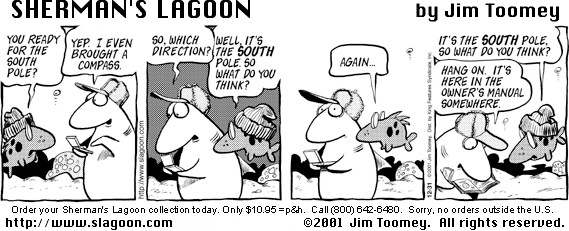 SHERMAN'S LAGOON
by Jim Toomey
YOU READY
FOR THE
SOUTH
POLE?
YEP. I EVEN
BROUGHT A
COMPASS.
http://www.slagoon.com
SO, WHICH
DIRECTION?
WELL, IT'S
THE SOUTH
POLE. SO
WHAT DO YOU
THINK?
AGAIN...
12-31
©2001 Jim Toomey. Dist. by King Features Syndicate, Inc.
IT'S THE SOUTH POLE,
SO WHAT DO YOU THINK?
HANG ON. IT'S
HERE IN THE
OWNER'S MANUAL
SOMEWHERE.
Order your Sherman's Lagoon collection today. Only $10.95 =p&h. Call (800) 642-6480. Sorry, no orders outside the U.S.
http://www.slagoon.com
©2001 Jim Toomey. All rights reserved.